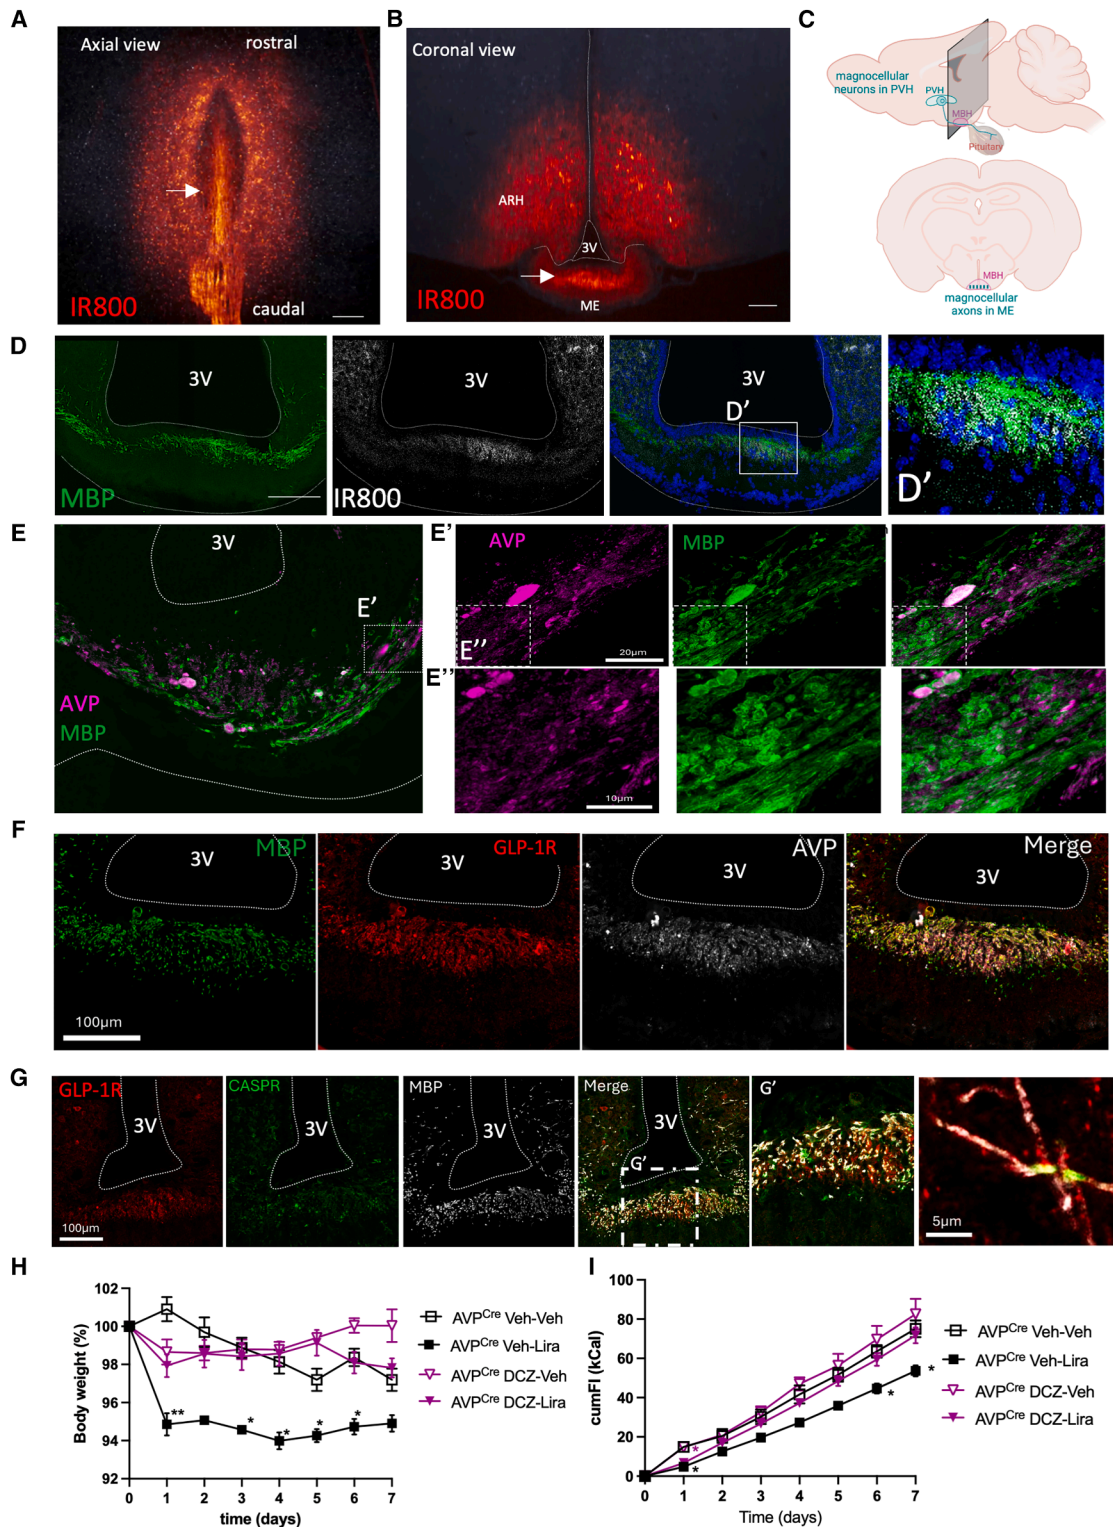 A
Axial view
rostral
IR800
caudal
B
Coronal view
ARH
3V
IR800
ME
C
magnocellular
neurons in PVH
PVH
MBH
Pituitary
MBH
magnocellular
axons in ME
D
3V
MBP
3V
IR800
3V
D'
D'
E
3V
E'
AVP
MBP
E'
AVP
E''
20µm
MBP
E''
10µm
F
MBP
3V
GLP-1R
3V
AVP
3V
Merge
3V
100µm
G
GLP-1R
3V
100µm
CASPR
3V
MBP
3V
Merge
3V
G'
G'
5µm
H
Body weight (%)
102
100
98
96
94
92
0 1 2 3 4 5 6 7
time (days)
** * * * *
AVPCre Veh-Veh
AVPCre Veh-Lira
AVPCre DCZ-Veh
AVPCre DCZ-Lira
I
cumFI (kCal)
100
80
60
40
20
0
0 1 2 3 4 5 6 7
Time (days)
* * * *
AVPCre Veh-Veh
AVPCre Veh-Lira
AVPCre DCZ-Veh
AVPCre DCZ-Lira